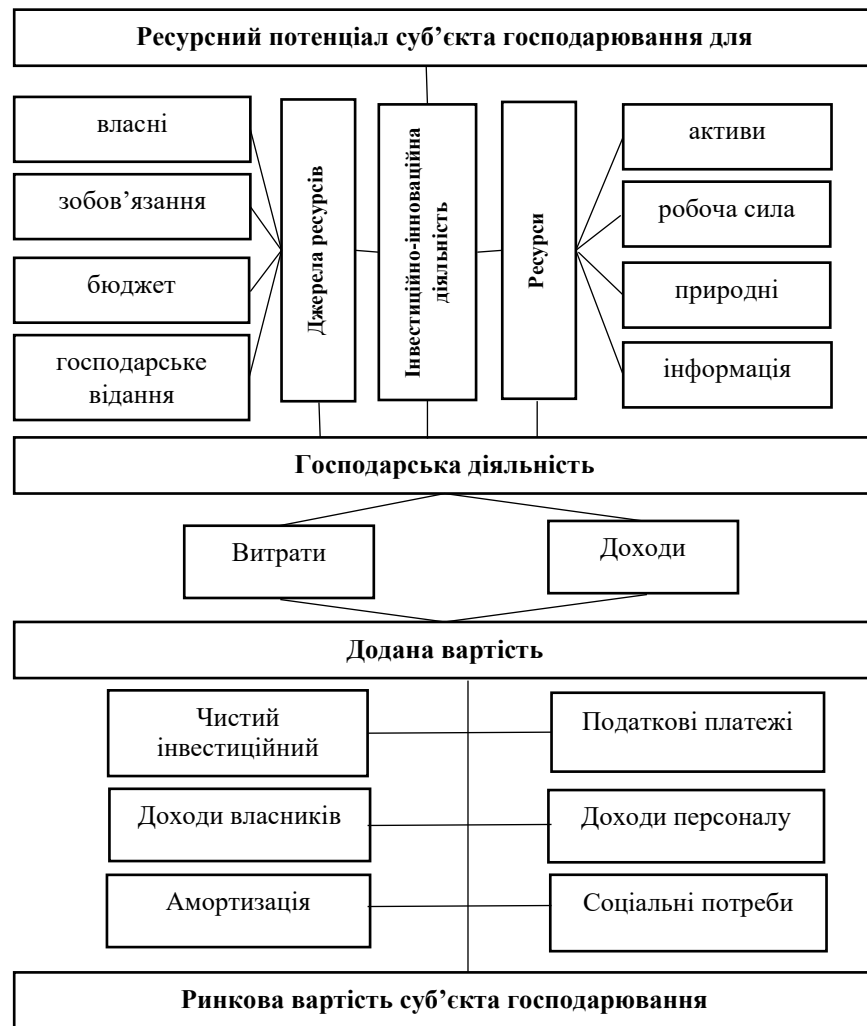 Ресурсний потенціал суб’єкта господарювання для
власні
зобов’язання
бюджет
господарське
відання
Джерела ресурсів
Інвестиційно-інноваційна
діяльність
Ресурси
активи
робоча сила
природні
інформація
Господарська діяльність
Витрати
Доходи
Додана вартість
Чистий
інвестиційний
Податкові платежі
Доходи власників
Доходи персоналу
Амортизація
Соціальні потреби
Ринкова вартість суб’єкта господарювання